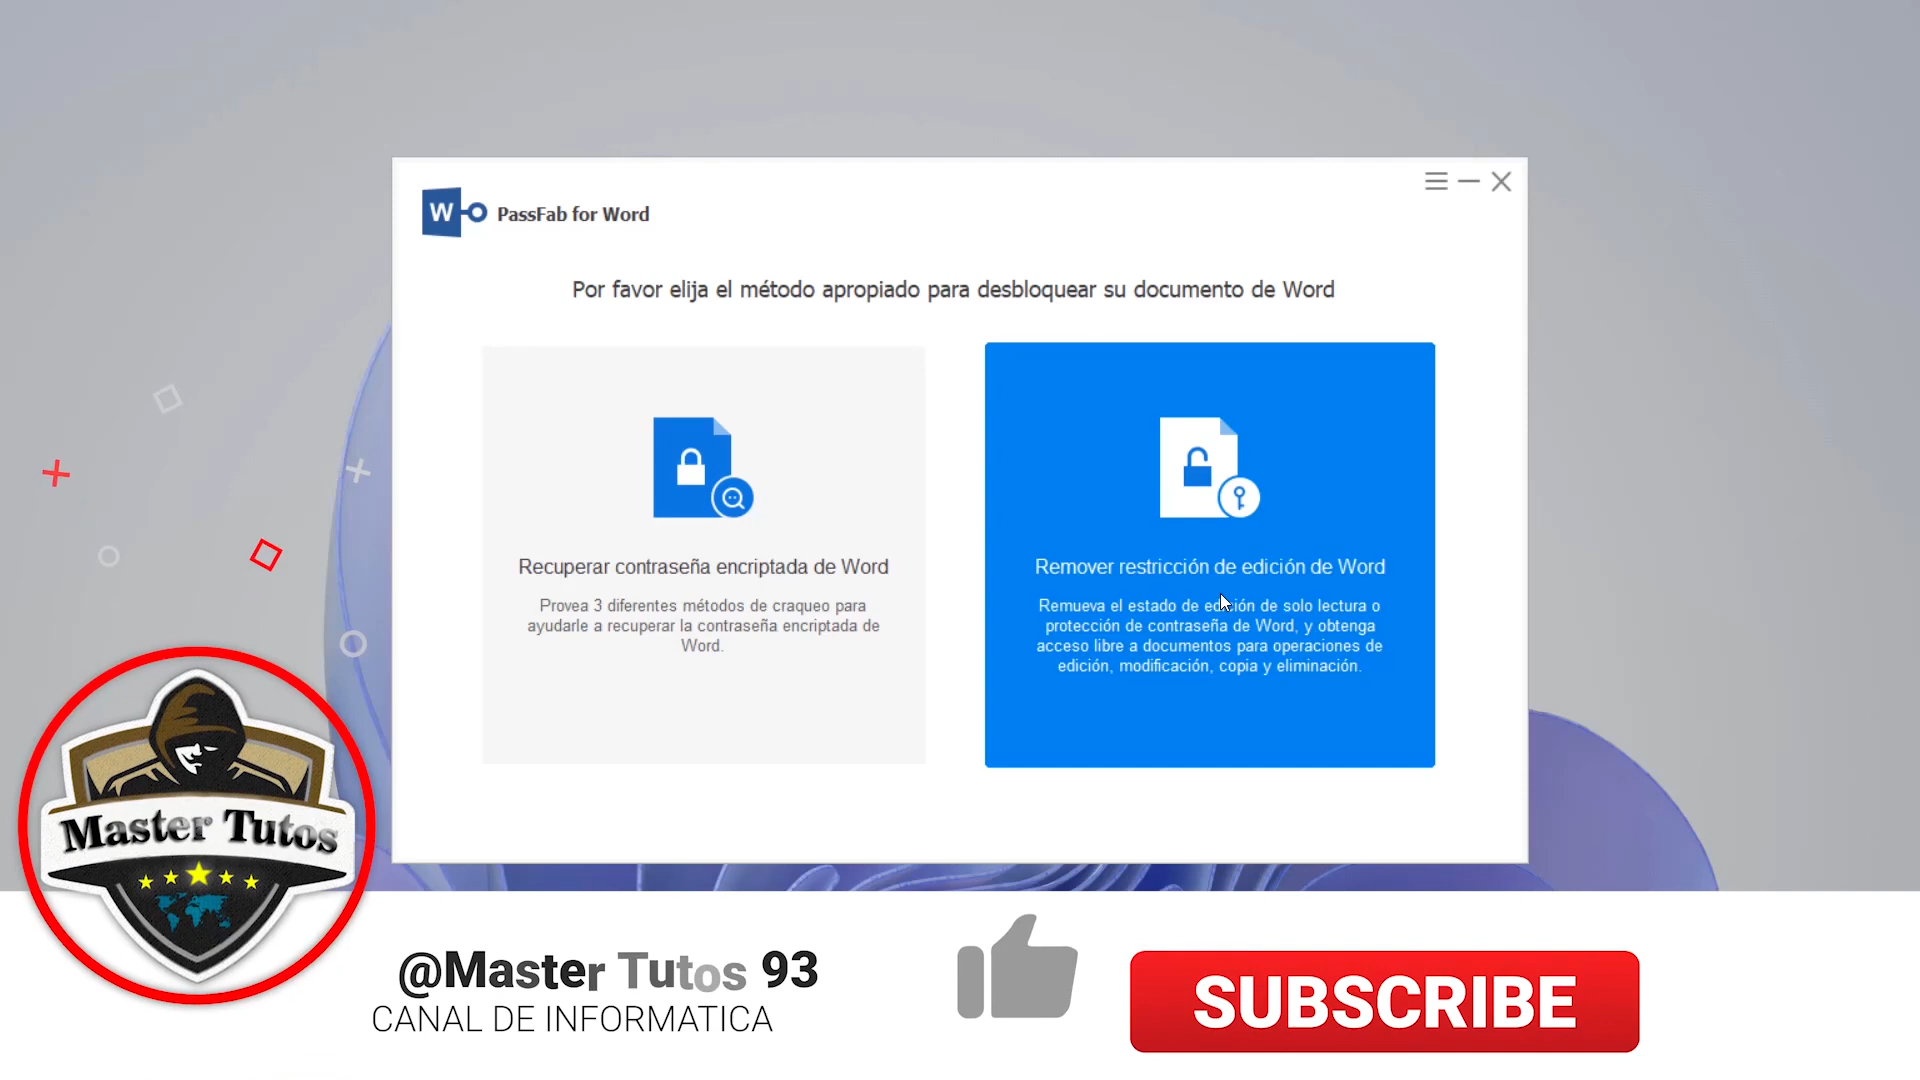 W
PassFab for Word
Por favor elija el método apropiado para desbloquear su documento de Word
Recuperar contraseña encriptada de Word
Provea 3 diferentes métodos de craqueo para
ayudarle a recuperar la contraseña encriptada de
Word.
Remover restricción de edición de Word
Remueva el estado de edición de solo lectura o
protección de contraseña de Word, y obtenga
acceso libre a documentos para operaciones de
edición, modificación, copia y eliminación.
Master Tutos
@Master Tutos 93
CANAL DE INFORMATICA
SUBSCRIBE